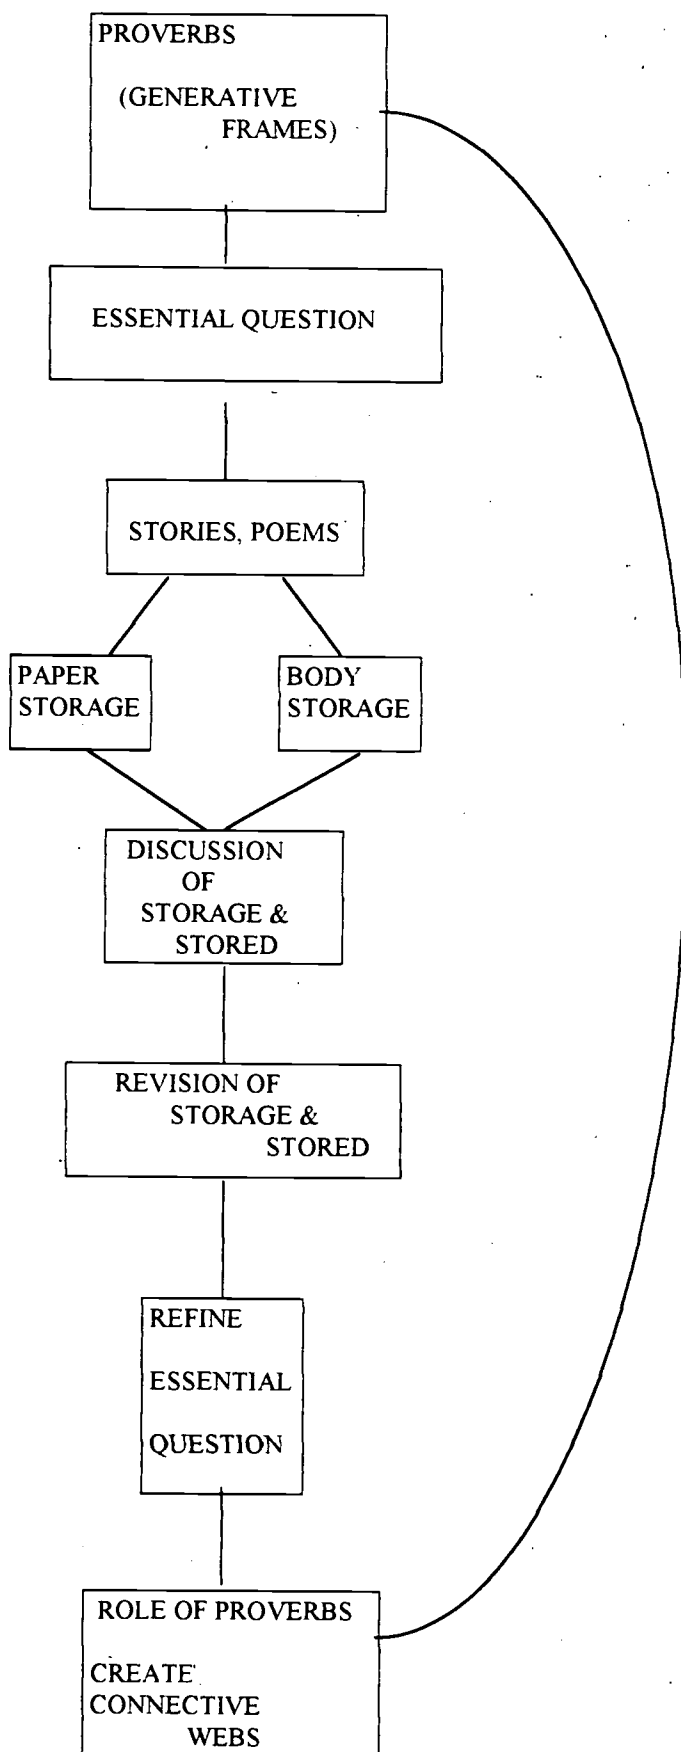 PROVERBS
(GENERATIVE
FRAMES)
ESSENTIAL QUESTION
STORIES, POEMS
PAPER
STORAGE
BODY
STORAGE
DISCUSSION
OF
STORAGE &
STORED
REVISION OF
STORAGE &
STORED
REFINE
ESSENTIAL
QUESTION
ROLE OF PROVERBS
CREATE
CONNECTIVE
WEBS